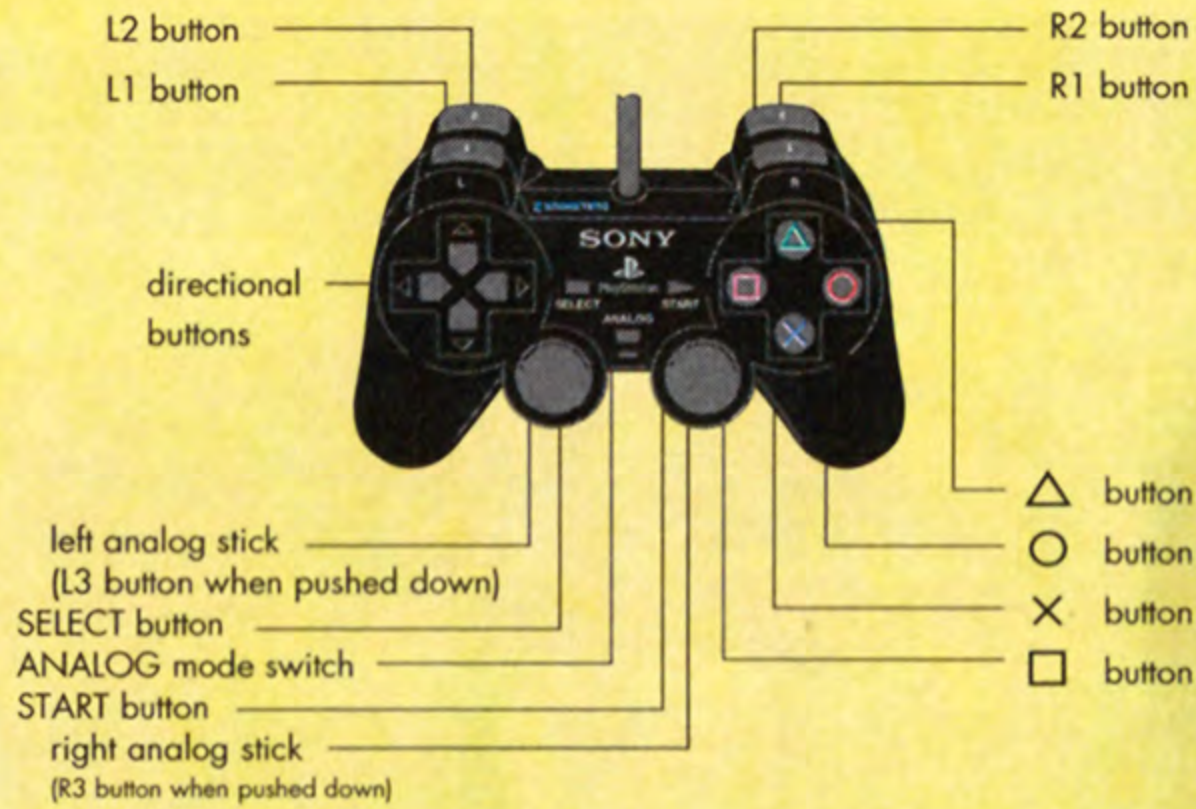 L2 button
L1 button
R2 button
R1 button
directional
buttons
SONY
PlayStation
SELECT
START
ANALOG
L
R
left analog stick
(L3 button when pushed down)
SELECT button
ANALOG mode switch
START button
right analog stick
(R3 button when pushed down)
button
button
button
button